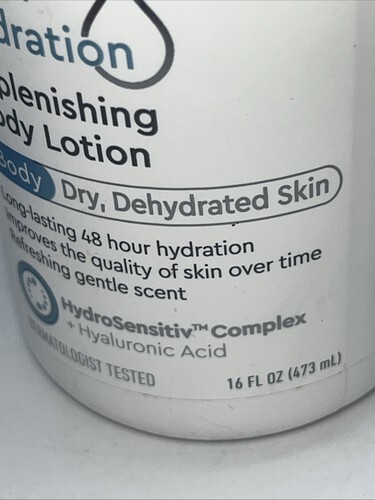 dration
plenishing
ody Lotion
Body Dry, Dehydrated Skin
Long-lasting 48 hour hydration
Improves the quality of skin over time
Refreshing gentle scent
HydroSensitiv™ Complex
+ Hyaluronic Acid
DERMATOLOGIST TESTED
16 FL OZ (473 mL)